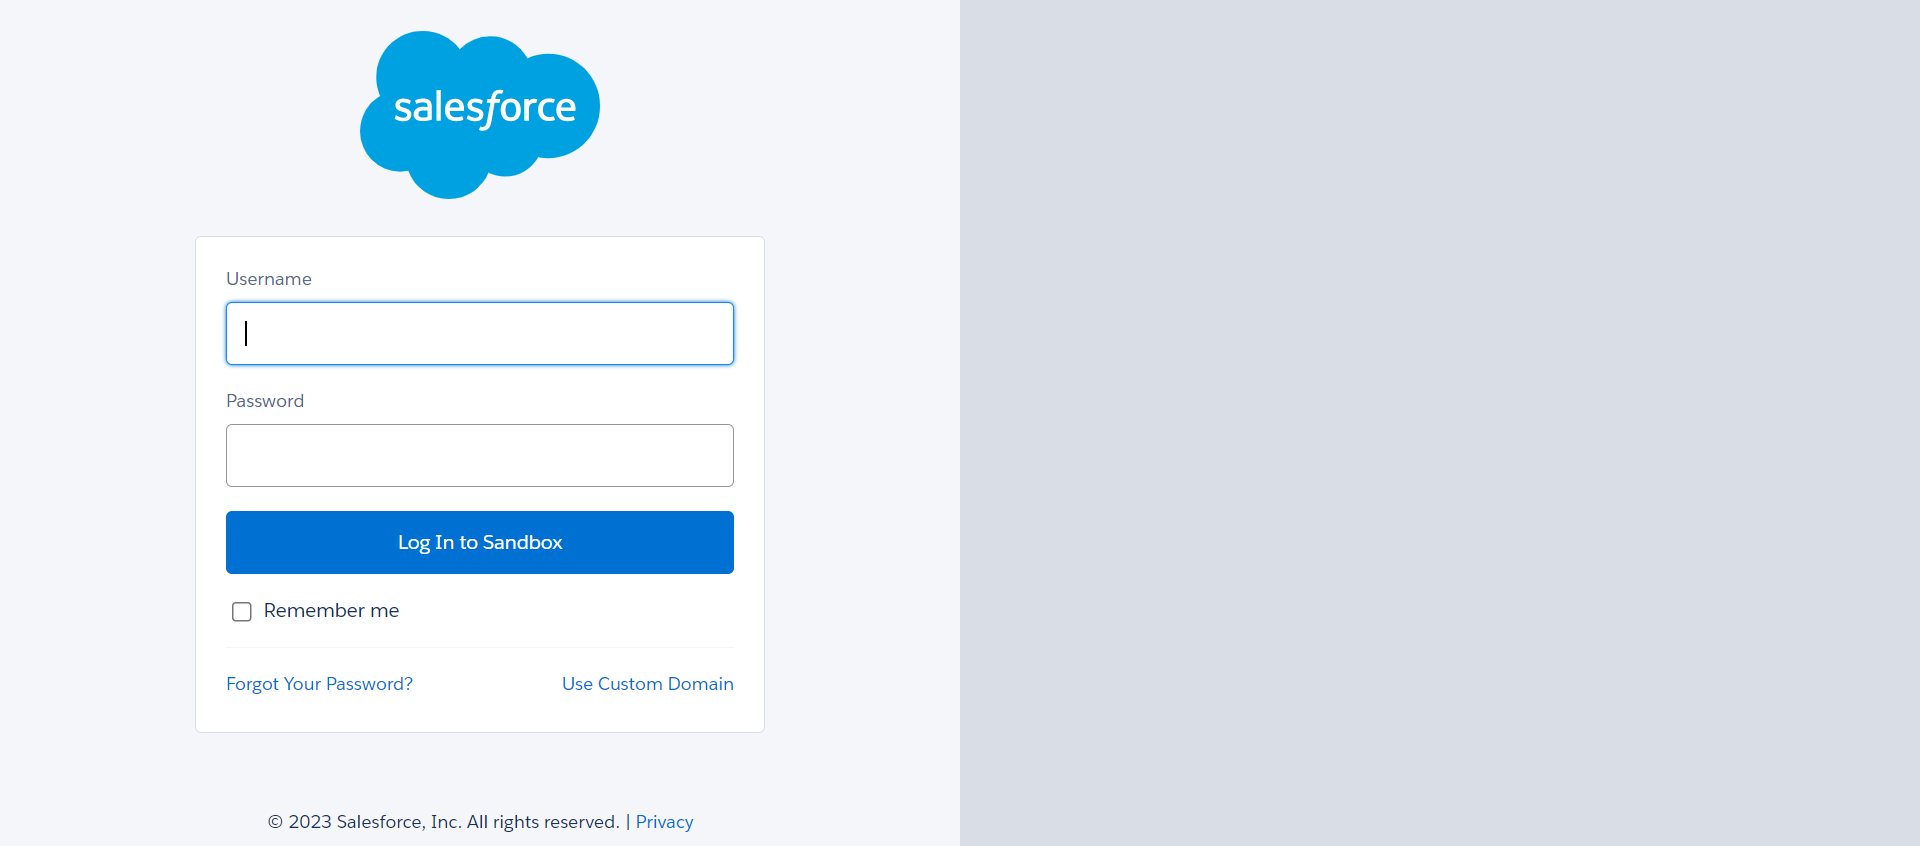 salesforce
Username
Password
Log In to Sandbox
Remember me
Forgot Your Password? Use Custom Domain
© 2023 Salesforce, Inc. All rights reserved. | Privacy